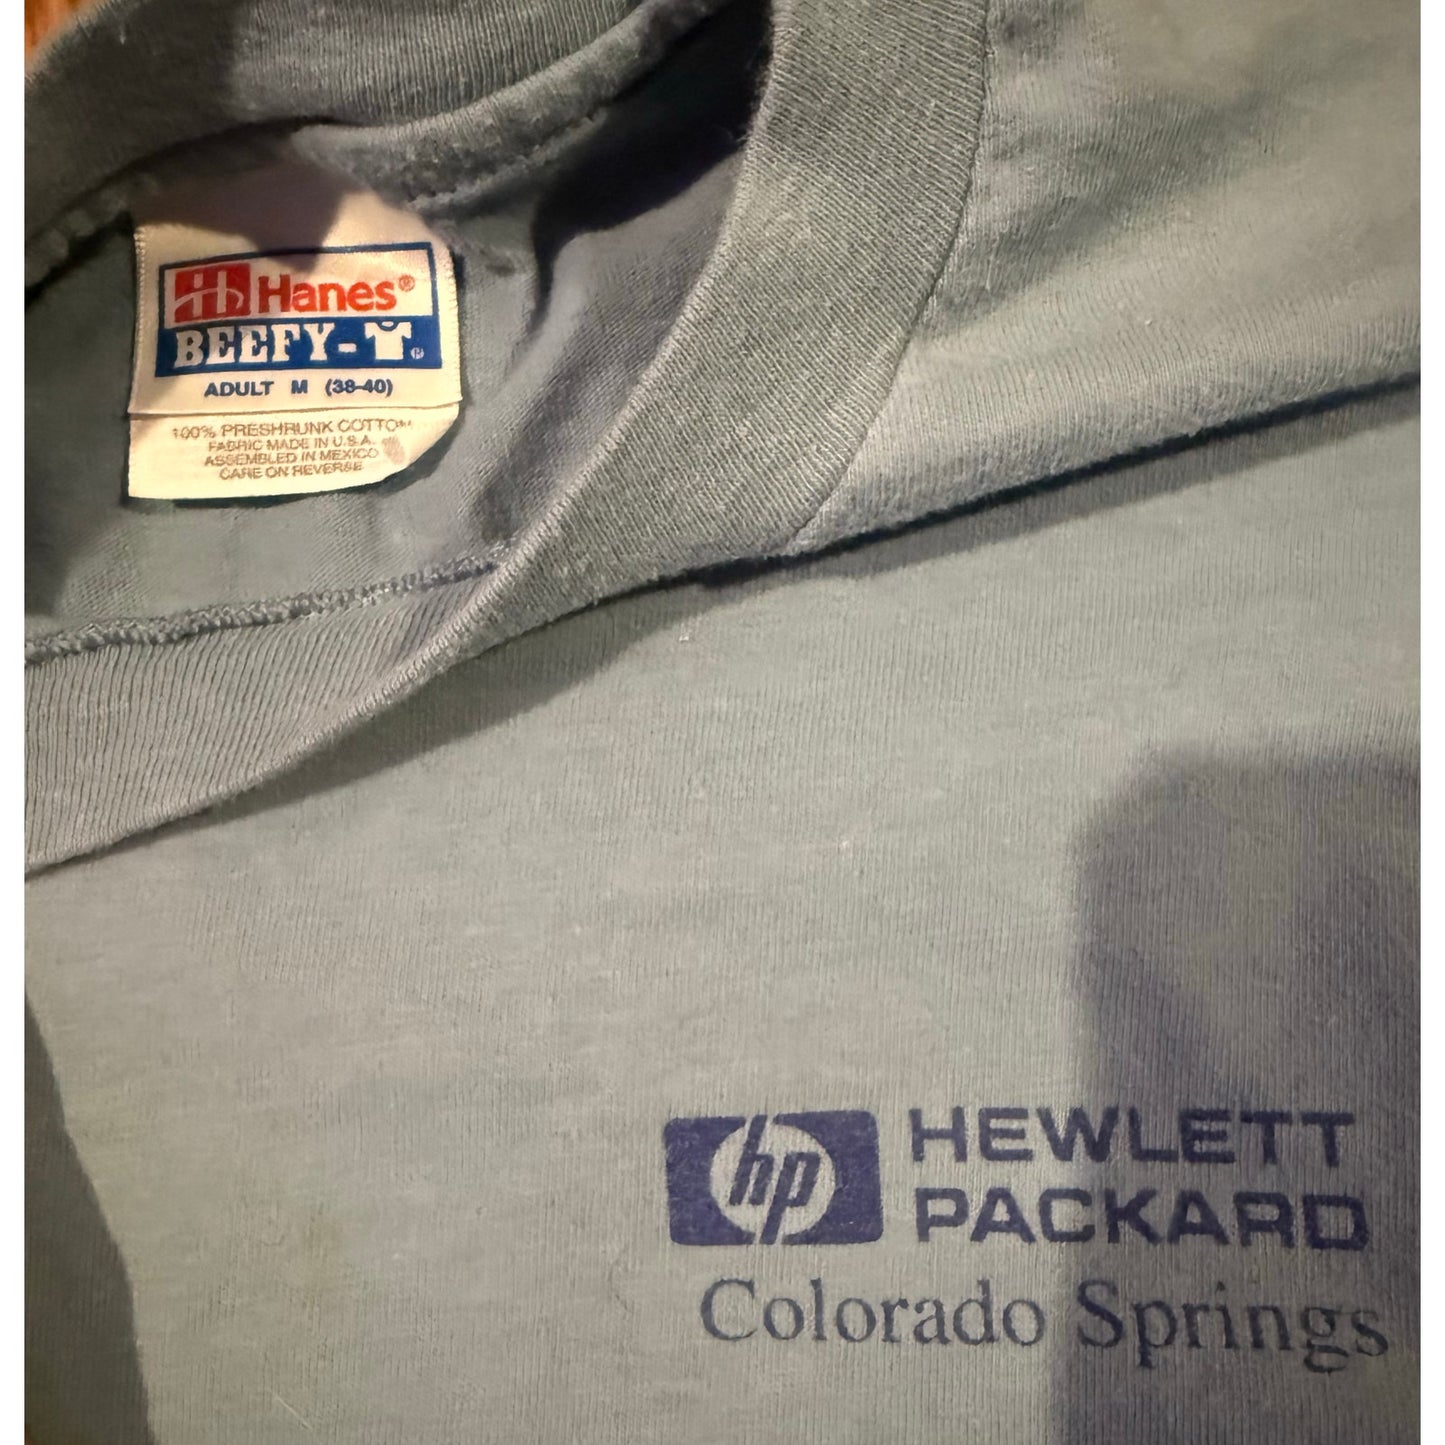 Hanes®
BEEFY-T®
ADULT M (38-40)
100% PRESHRUNK COTTON
FABRIC MADE IN U.S.A.
ASSEMBLED IN MEXICO
CARE ON REVERSE
hp HEWLETT
PACKARD
Colorado Springs